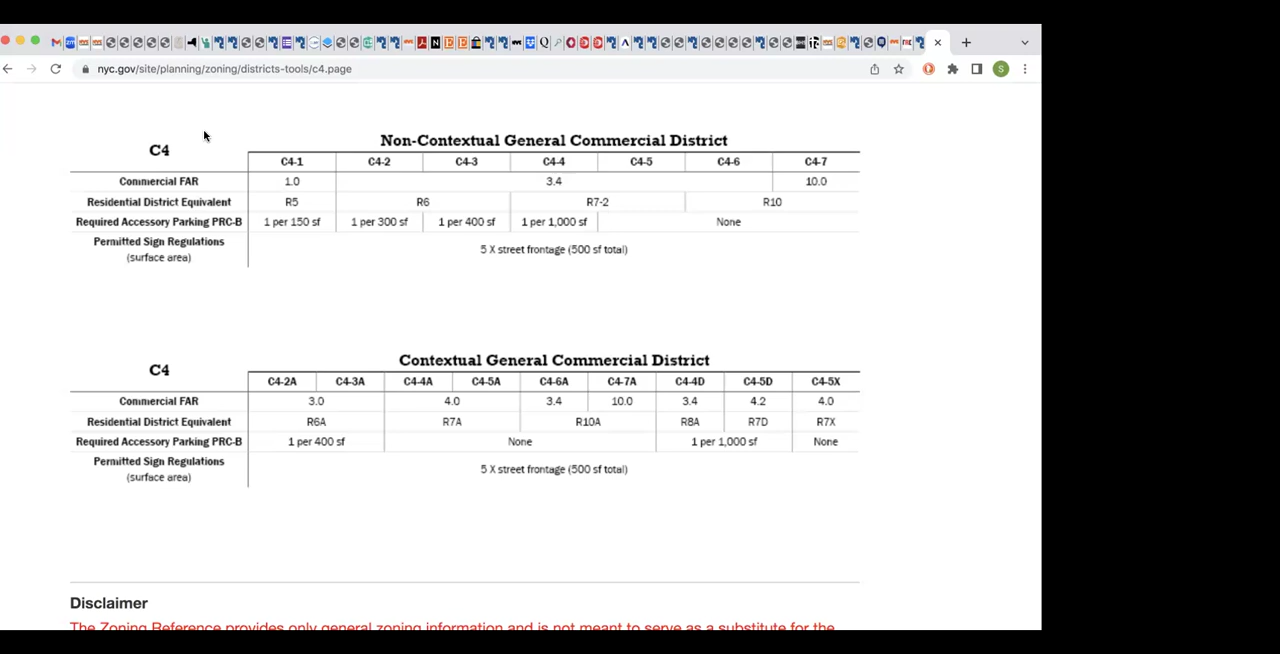 nyc.gov/site/planning/zoning/districts-tools/c4.page
S
C4
Non-Contextual General Commercial District
C4-1 C4-2 C4-3 C4-4 C4-5 C4-6 C4-7
Commercial FAR 1.0 3.4 10.0
Residential District Equivalent R5 R6 R7-2 R10
Required Accessory Parking PRC-B 1 per 150 sf 1 per 300 sf 1 per 400 sf 1 per 1,000 sf None
Permitted Sign Regulations
(surface area)
5 X street frontage (500 sf total)
C4
Contextual General Commercial District
C4-2A C4-3A C4-4A C4-5A C4-6A C4-7A C4-4D C4-5D C4-5X
Commercial FAR 3.0 4.0 3.4 10.0 3.4 4.2 4.0
Residential District Equivalent R6A R7A R10A R8A R7D R7X
Required Accessory Parking PRC-B 1 per 400 sf None 1 per 1,000 sf None
Permitted Sign Regulations
(surface area)
5 X street frontage (500 sf total)
Disclaimer
The Zoning Reference provides only general zoning information and is not meant to serve as a substitute for the